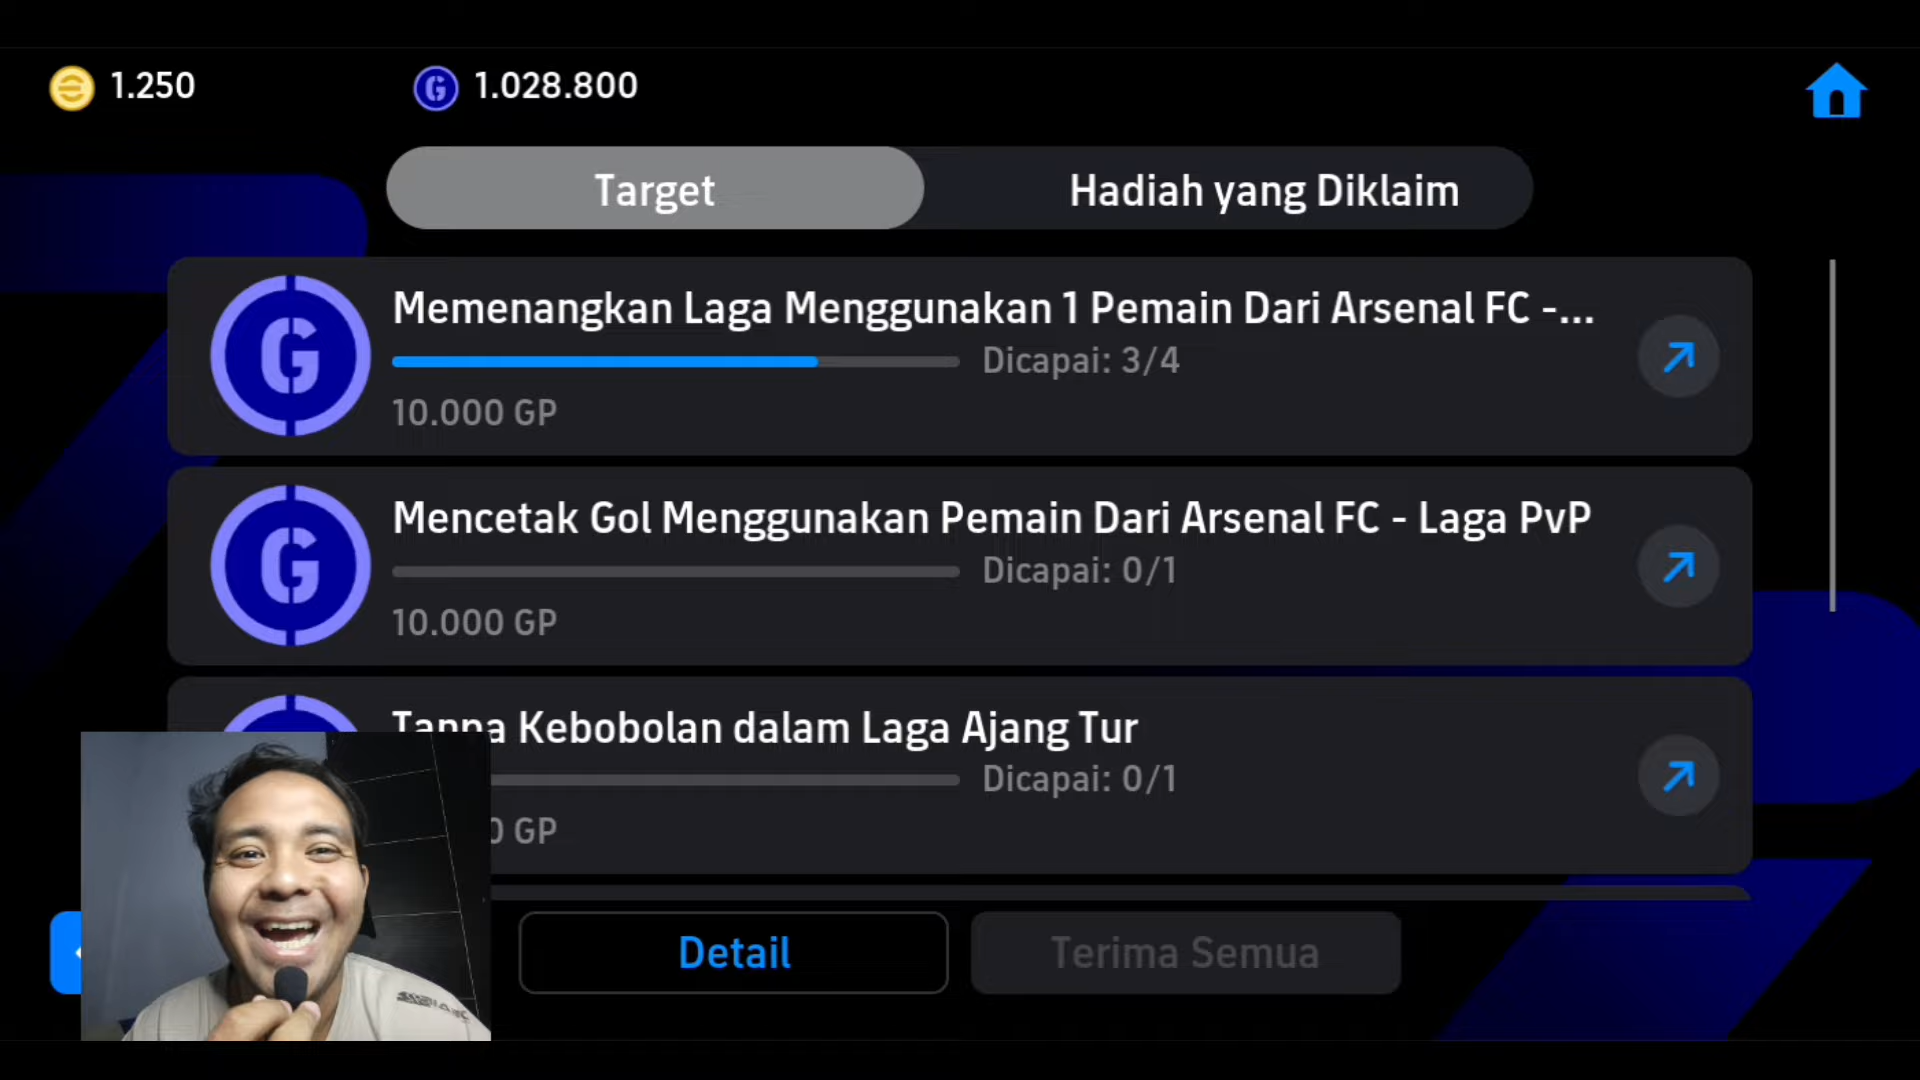 1.250
G 1.028.800
Target
Hadiah yang Diklaim
G
Memenangkan Laga Menggunakan 1 Pemain Dari Arsenal FC -...
Dicapai: 3/4
10.000 GP
G
Mencetak Gol Menggunakan Pemain Dari Arsenal FC - Laga PvP
Dicapai: 0/1
10.000 GP
Tanpa Kebobolan dalam Laga Ajang Tur
Dicapai: 0/1
0 GP
Detail
Terima Semua